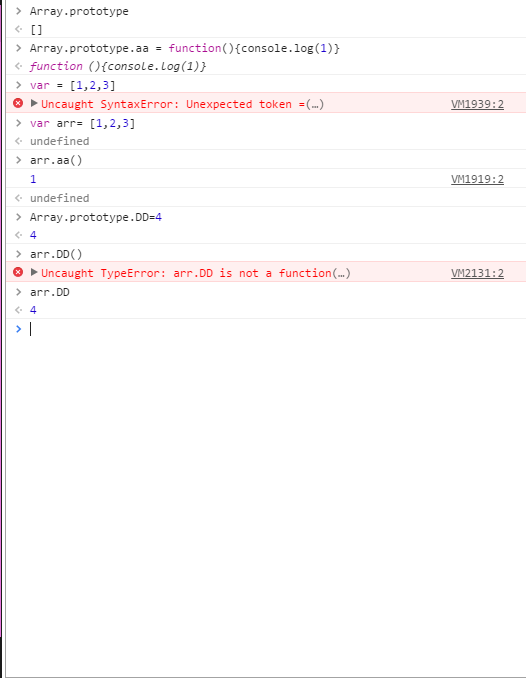 > Array.prototype
<· []
> Array.prototype.aa = function(){console.log(1)}
<· function (){console.log(1)}
> var = [1,2,3]
▶Uncaught SyntaxError: Unexpected token =(…) VM1939:2
> var arr= [1,2,3]
<· undefined
> arr.aa()
1 VM1919:2
<· undefined
> Array.prototype.DD=4
<· 4
> arr.DD()
▶Uncaught TypeError: arr.DD is not a function(…) VM2131:2
> arr.DD
<· 4
>